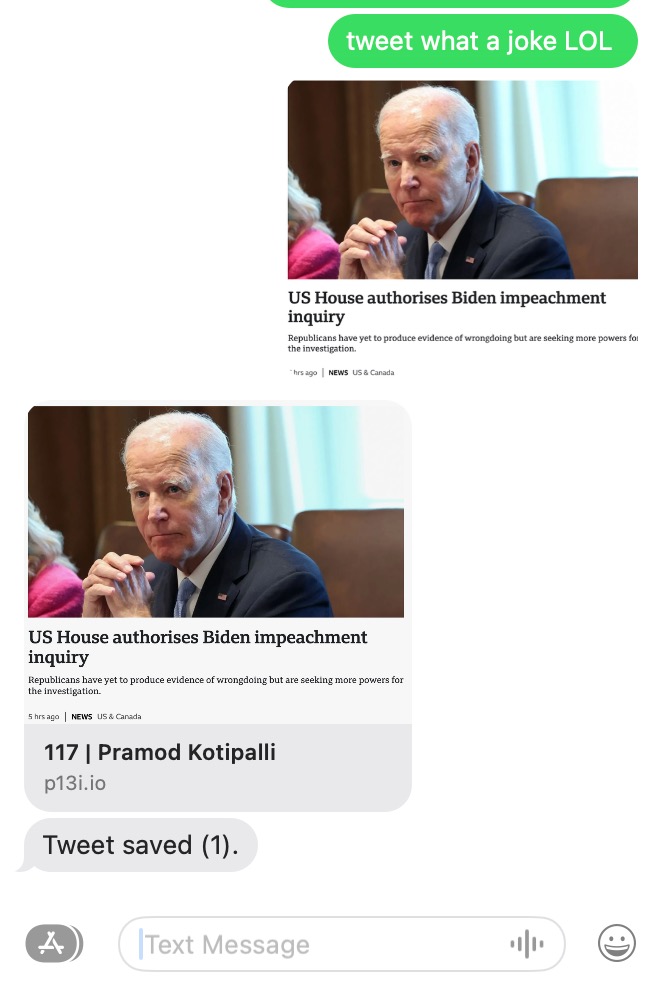 tweet what a joke LOL
US House authorises Biden impeachment
inquiry
Republicans have yet to produce evidence of wrongdoing but are seeking more powers for
the investigation.
hrs ago | NEWS US & Canada
US House authorises Biden impeachment
inquiry
Republicans have yet to produce evidence of wrongdoing but are seeking more powers for
the investigation.
5 hrs ago | NEWS US & Canada
117 | Pramod Kotipalli
p13i.io
Tweet saved (1).
Text Message